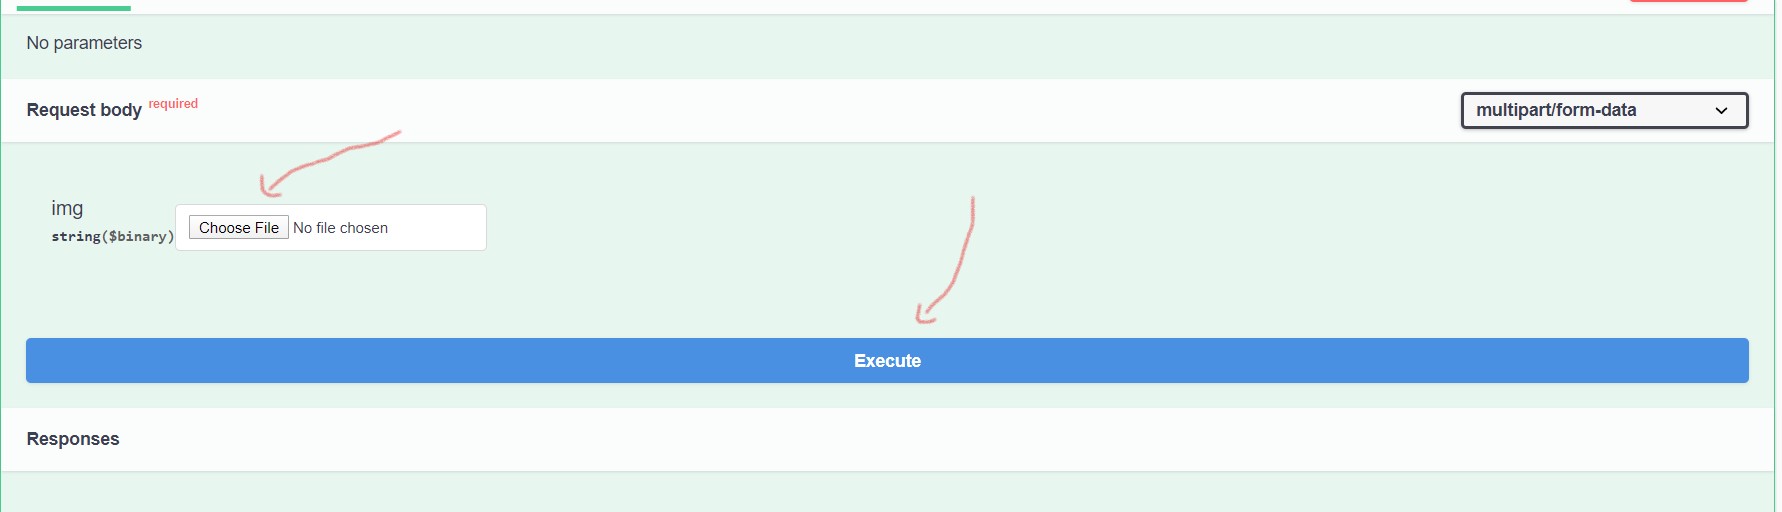 No parameters
Request body required
multipart/form-data
img
string($binary)
Choose File No file chosen
Execute
Responses